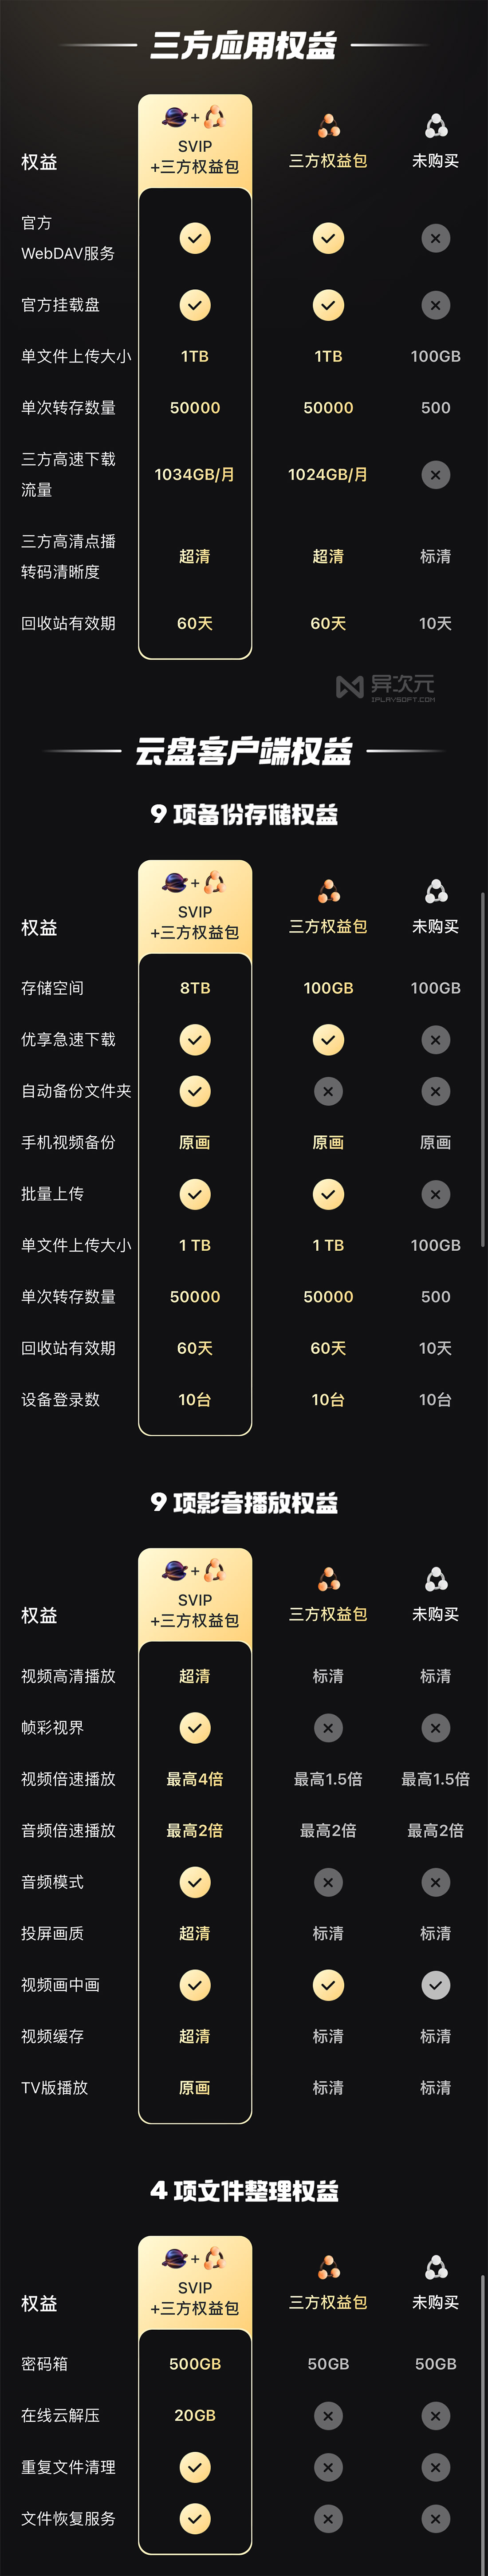 三方应用权益
+
SVIP
+三方权益包
权益
三方权益包
未购买
官方
WebDAV服务
官方挂载盘
单文件上传大小 1TB 1TB 100GB
单次转存数量 50000 50000 500
三方高速下载
流量
1034GB/月 1024GB/月
三方高清点播
转码清晰度
超清 超清 标清
回收站有效期 60天 60天 10天
异次元
IPLAYSOFT.COM
云盘客户端权益
9 项备份存储权益
+
SVIP
+三方权益包
权益
三方权益包
未购买
存储空间 8TB 100GB 100GB
优享急速下载
自动备份文件夹
手机视频备份 原画 原画 原画
批量上传
单文件上传大小 1 TB 1 TB 100GB
单次转存数量 50000 50000 500
回收站有效期 60天 60天 10天
设备登录数 10台 10台 10台
9 项影音播放权益
+
SVIP
+三方权益包
权益
三方权益包
未购买
视频高清播放 超清 标清 标清
帧彩视界
视频倍速播放 最高4倍 最高1.5倍 最高1.5倍
音频倍速播放 最高2倍 最高2倍 最高2倍
音频模式
投屏画质 超清 标清 标清
视频画中画
视频缓存 超清 标清 标清
TV版播放 原画 标清 标清
4 项文件整理权益
+
SVIP
+三方权益包
权益
三方权益包
未购买
密码箱 500GB 50GB 50GB
在线云解压 20GB
重复文件清理
文件恢复服务